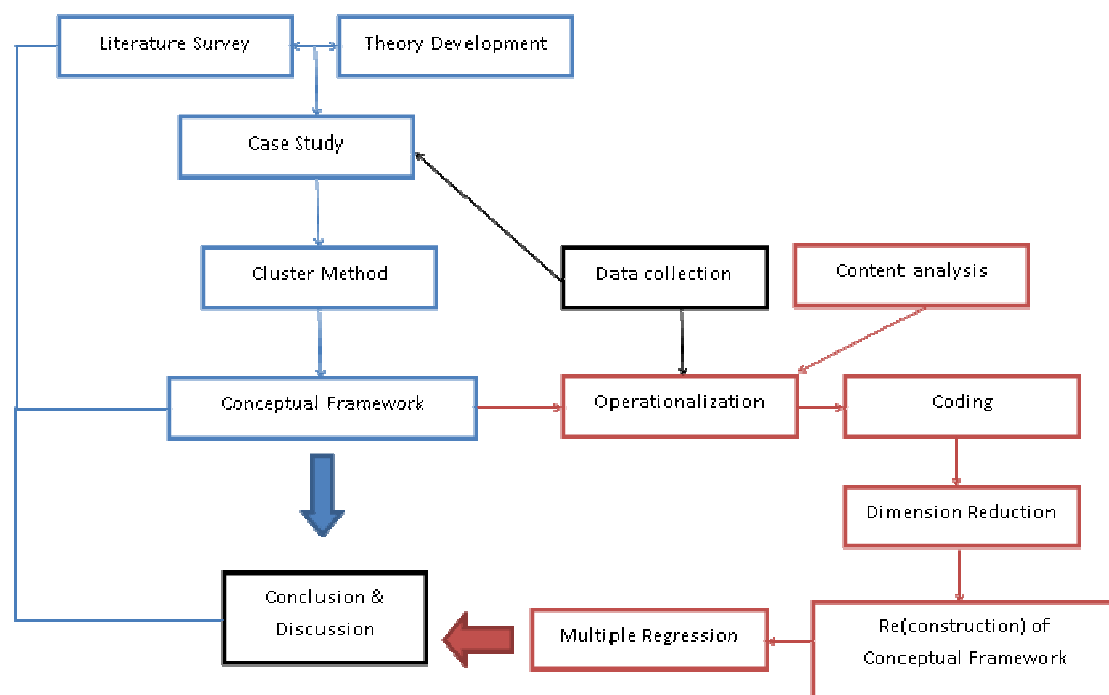 Literature Survey
Theory Development
Case Study
Cluster Method
Data collection
Content analysis
Conceptual Framework
Operationalization
Coding
Dimension Reduction
Conclusion &
Discussion
Multiple Regression
Re(construction) of
Conceptual Framework